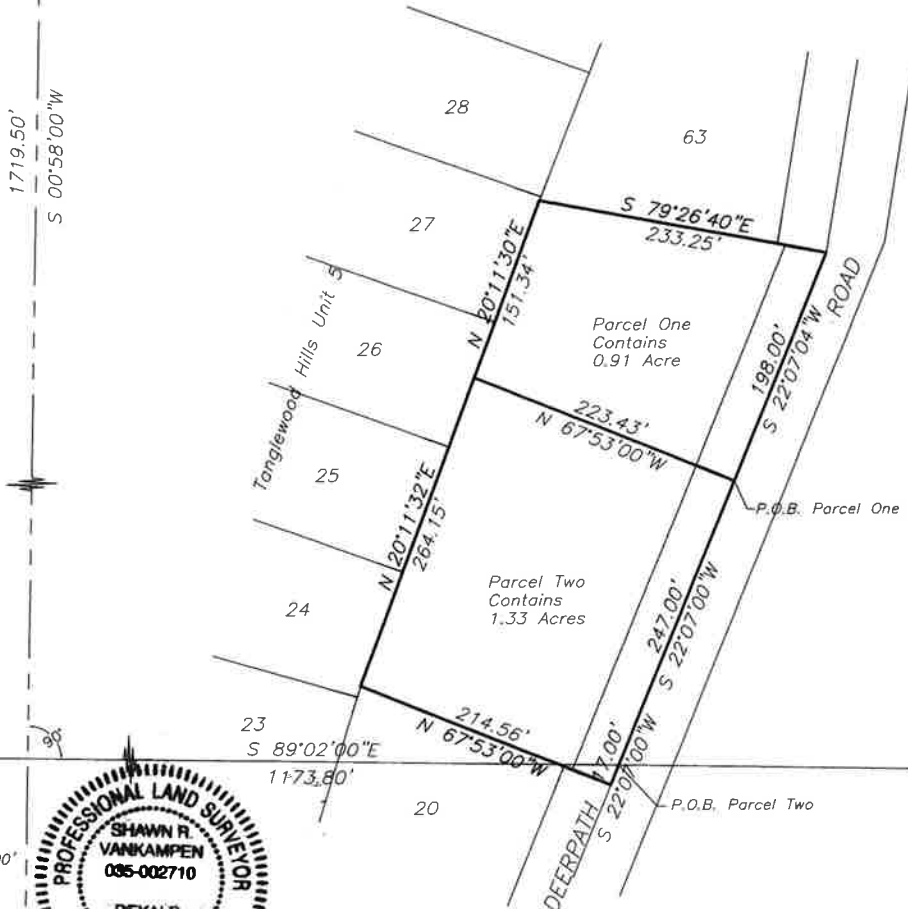 1719.50'
S 00°58'00"W
28
63
27
S 79°26'40"E
233.25'
N 20°11'30"E
151.34'
Tanglewood Hills Unit 5
26
Parcel One
Contains
0.91 Acre
ROAD
198.00'
S 22°07'04"W
223.43'
N 67°53'00"W
25
P.O.B. Parcel One
N 20°11'32"E
264.15'
Parcel Two
Contains
1.33 Acres
247.00'
S 22°07'00"W
24
214.56'
N 67°53'00"W
23
S 89°02'00"E
1173.80'
90°
17.00'
S 22°07'00"W
P.O.B. Parcel Two
20
DEERPATH
PROFESSIONAL LAND SURVEYOR
SHAWN R.
VANKAMPEN
035-002710